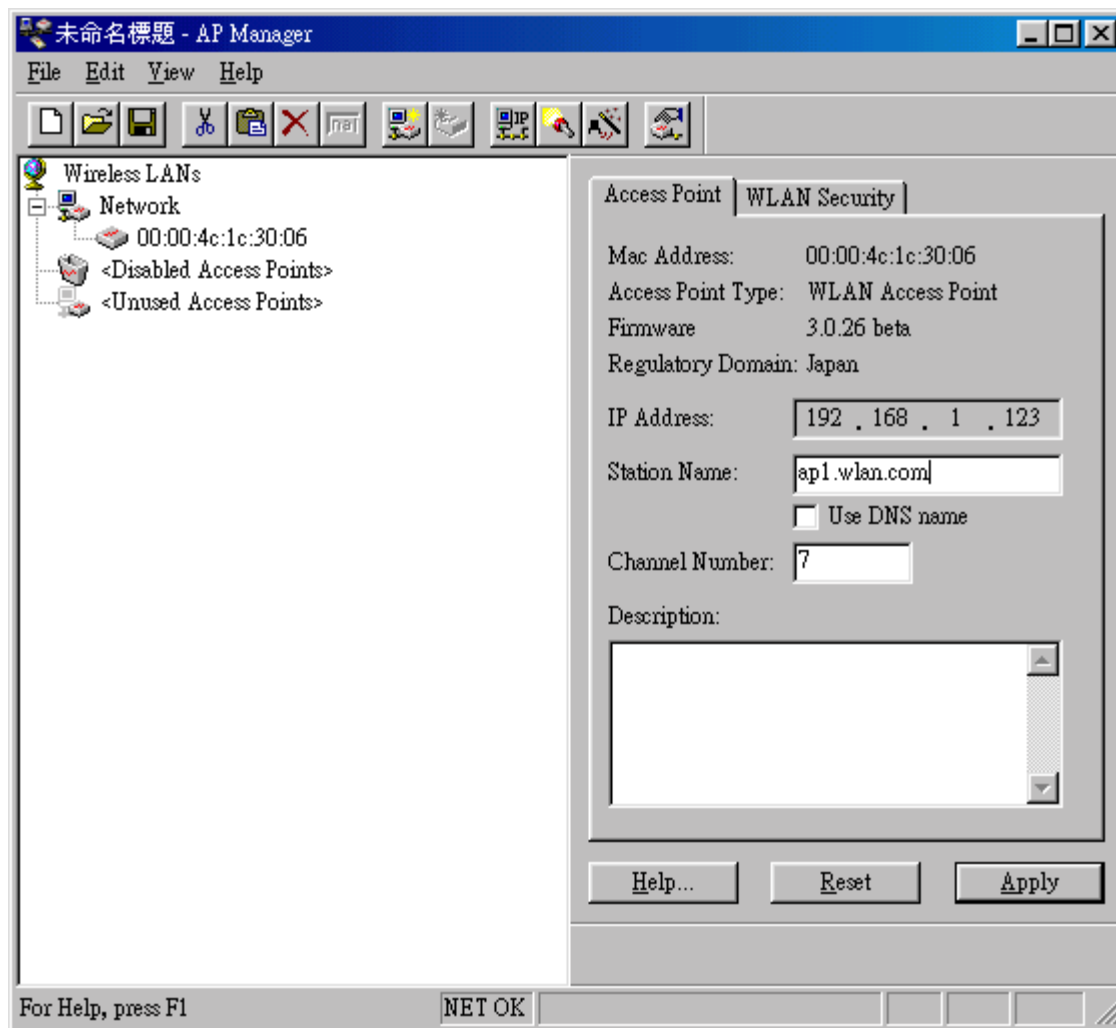 未命名標題 - AP Manager
File Edit View Help
Wireless LANs
Network
00:00:4c:1c:30:06
<Disabled Access Points>
<Unused Access Points>
Access Point WLAN Security
Mac Address: 00:00:4c:1c:30:06
Access Point Type: WLAN Access Point
Firmware 3.0.26 beta
Regulatory Domain: Japan
IP Address: 192 . 168 . 1 . 123
Station Name: ap1.wlan.com
Use DNS name
Channel Number: 7
Description:
Help... Reset Apply
For Help, press F1 NET OK